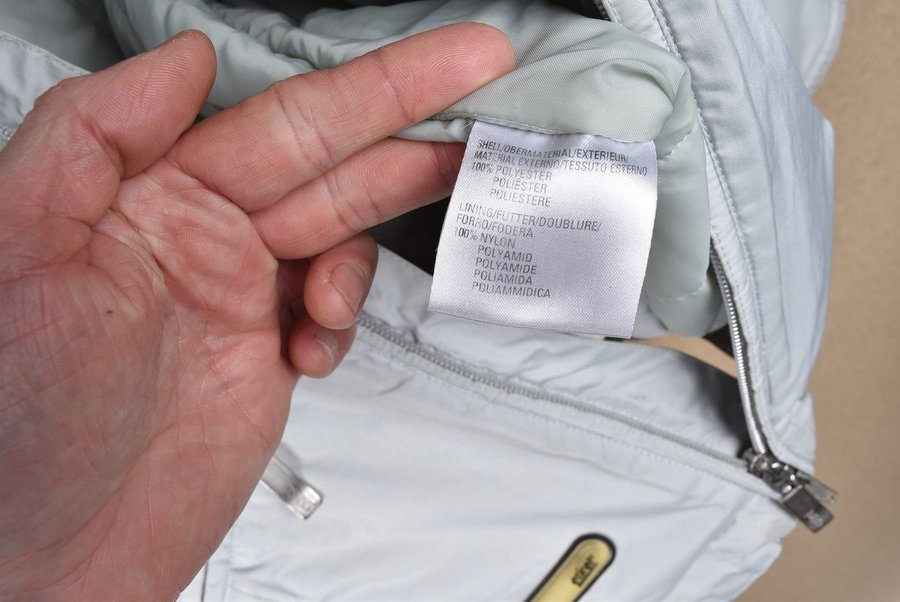 SHELL/OBERMATERIAL/EXTERIEUR/
MATERIAL EXTERNO/TESSUTO ESTERNO
100% POLYESTER
POLIÉSTER
POLIESTERE
LINING/FUTTER/DOUBLURE/
FORRO/FODERA
100% NYLON
POLYAMID
POLYAMIDE
POLIAMIDA
POLIAMMIDICA